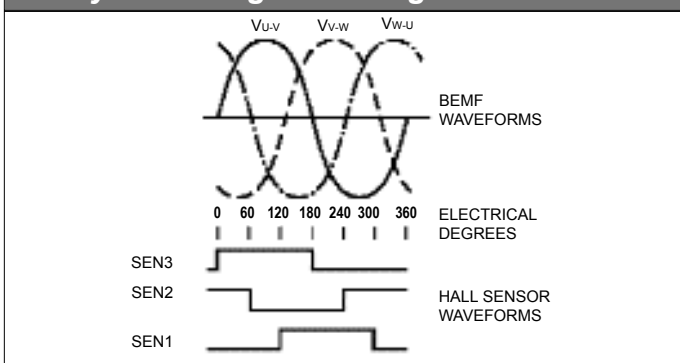 VU-V VV-W VW-U
BEMF
WAVEFORMS
0 60 120 180 240 300 360
ELECTRICAL
DEGREES
SEN3
SEN2
HALL SENSOR
WAVEFORMS
SEN1